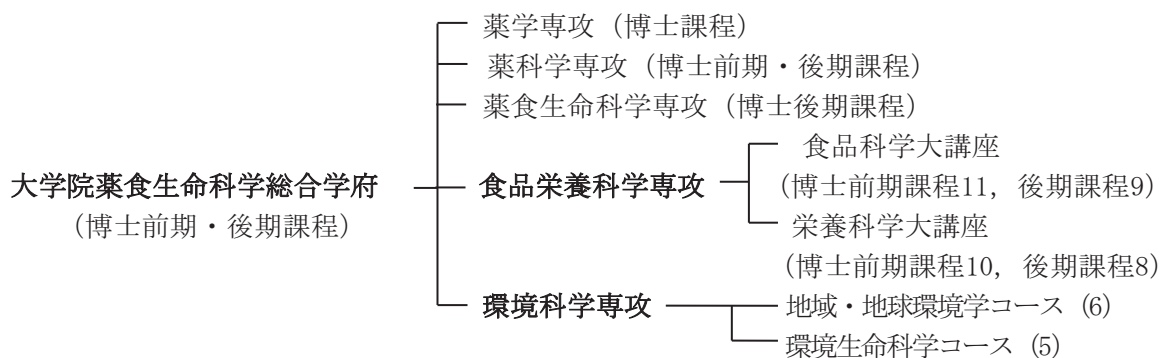 薬学専攻(博士課程)
薬科学専攻(博士前期・後期課程)
薬食生命科学専攻(博士後期課程)
大学院薬食生命科学総合学府
(博士前期・後期課程)
食品栄養科学専攻
食品科学大講座
(博士前期課程11, 後期課程9)
栄養科学大講座
(博士前期課程10, 後期課程8)
環境科学専攻
地域・地球環境学コース (6)
環境生命科学コース (5)